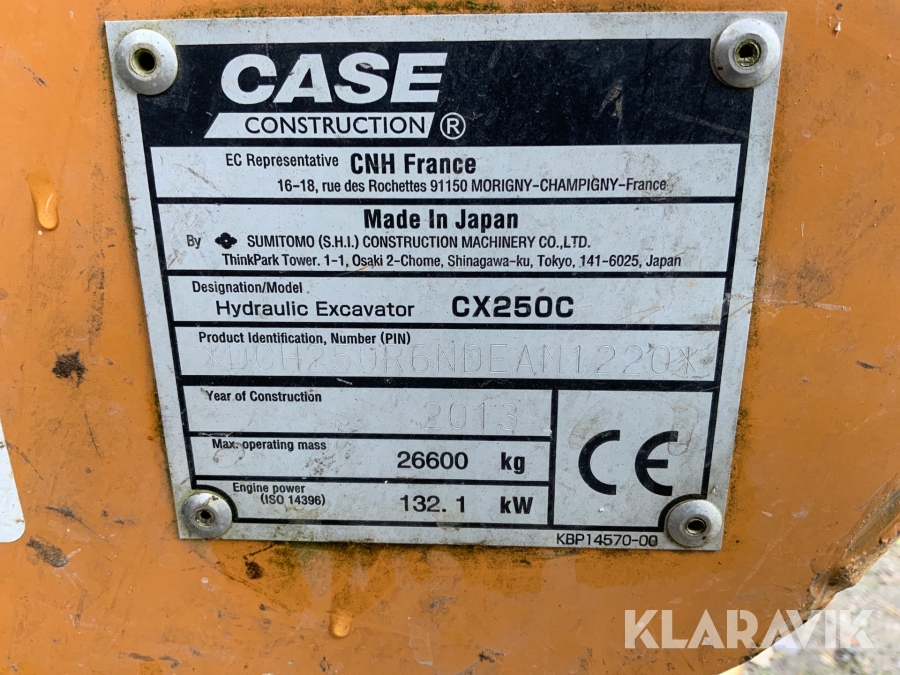 CASE
CONSTRUCTION ®
EC Representative CNH France
16-18, rue des Rochettes 91150 MORIGNY-CHAMPIGNY-France
Made In Japan
By SUMITOMO (S.H.I.) CONSTRUCTION MACHINERY CO.,LTD.
ThinkPark Tower. 1-1, Osaki 2-Chome, Shinagawa-ku, Tokyo, 141-6025, Japan
Designation/Model
Hydraulic Excavator CX250C
Product Identification, Number (PIN)
*DCH250R6NDEAM1220*
Year of Construction
2013
Max. operating mass
26600 kg
Engine power
(ISO 14396) 132.1 kW
CE
KBP14570-00
KLARAVIK